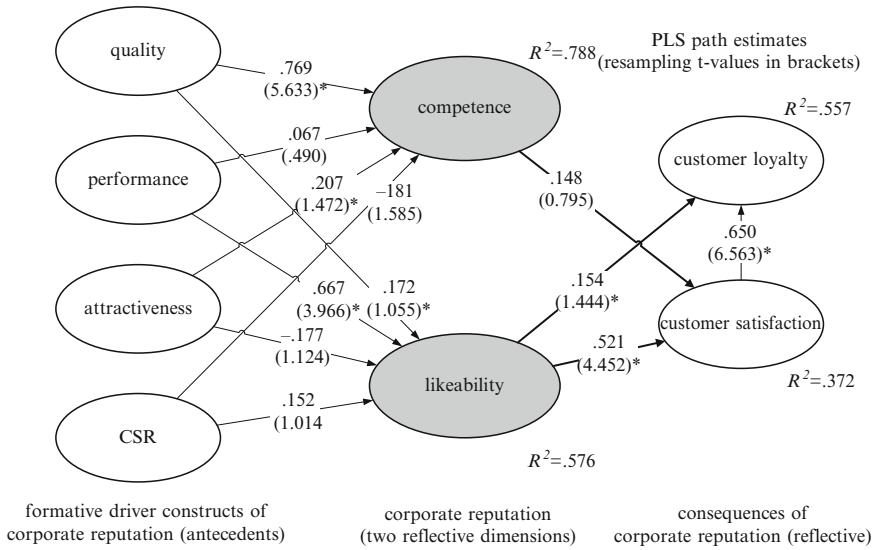 quality
.769
(5.633)*
R²=.788
PLS path estimates
(resampling t-values in brackets)
competence
R²=.557
.067
(.490)
customer loyalty
performance
.207
(1.472)*
–181
(1.585)
.148
(0.795)
.650
(6.563)*
attractiveness
.667
(3.966)*
.172
(1.055)*
.154
(1.444)*
customer satisfaction
–.177
(1.124)
.521
(4.452)*
likeability
R²=.372
.152
(1.014
CSR
R²=.576
formative driver constructs of
corporate reputation (antecedents)
corporate reputation
(two reflective dimensions)
consequences of
corporate reputation (reflective)